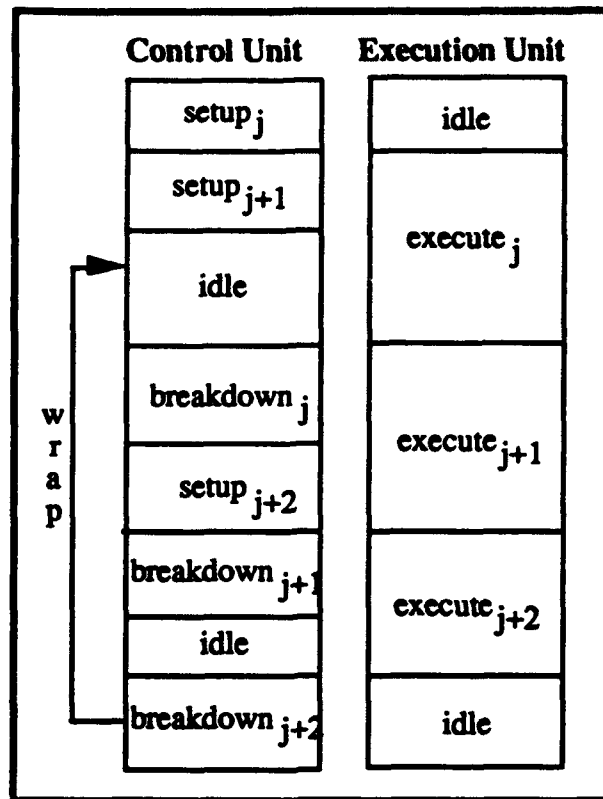 Control Unit
Execution Unit
setup j
idle
setup j+1
execute j
idle
wrap
breakdown j
execute j+1
setup j+2
breakdown j+1
execute j+2
idle
breakdown j+2
idle